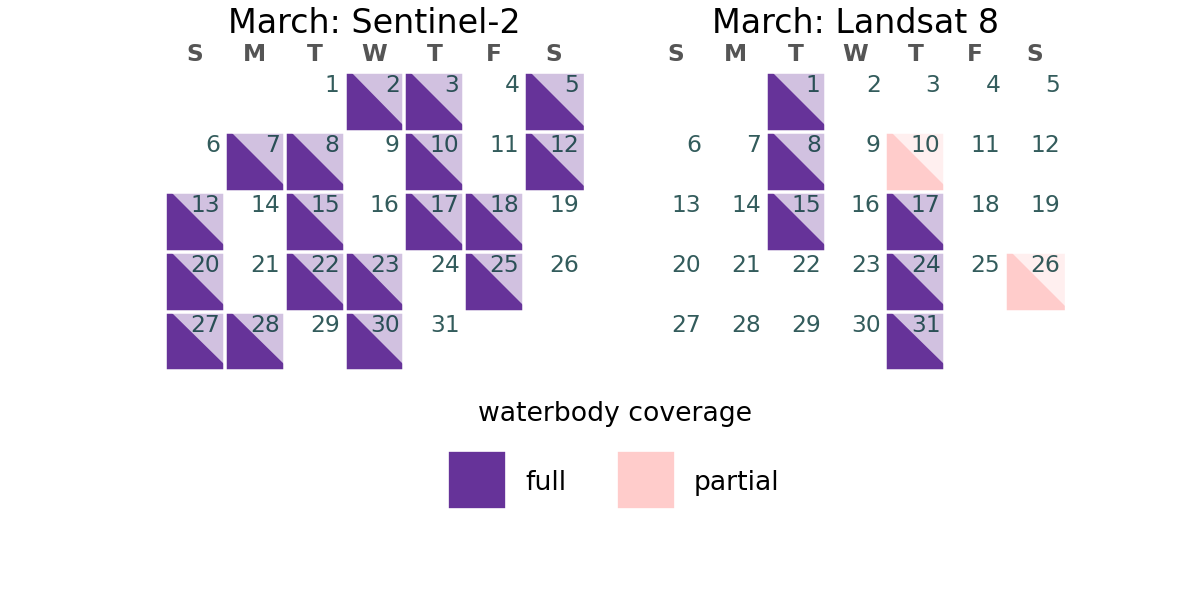 March: Sentinel-2
S M T W T F S
1 2 3 4 5
6 7 8 9 10 11 12
13 14 15 16 17 18 19
20 21 22 23 24 25 26
27 28 29 30 31
March: Landsat 8
S M T W T F S
1 2 3 4 5
6 7 8 9 10 11 12
13 14 15 16 17 18 19
20 21 22 23 24 25 26
27 28 29 30 31
waterbody coverage
full partial